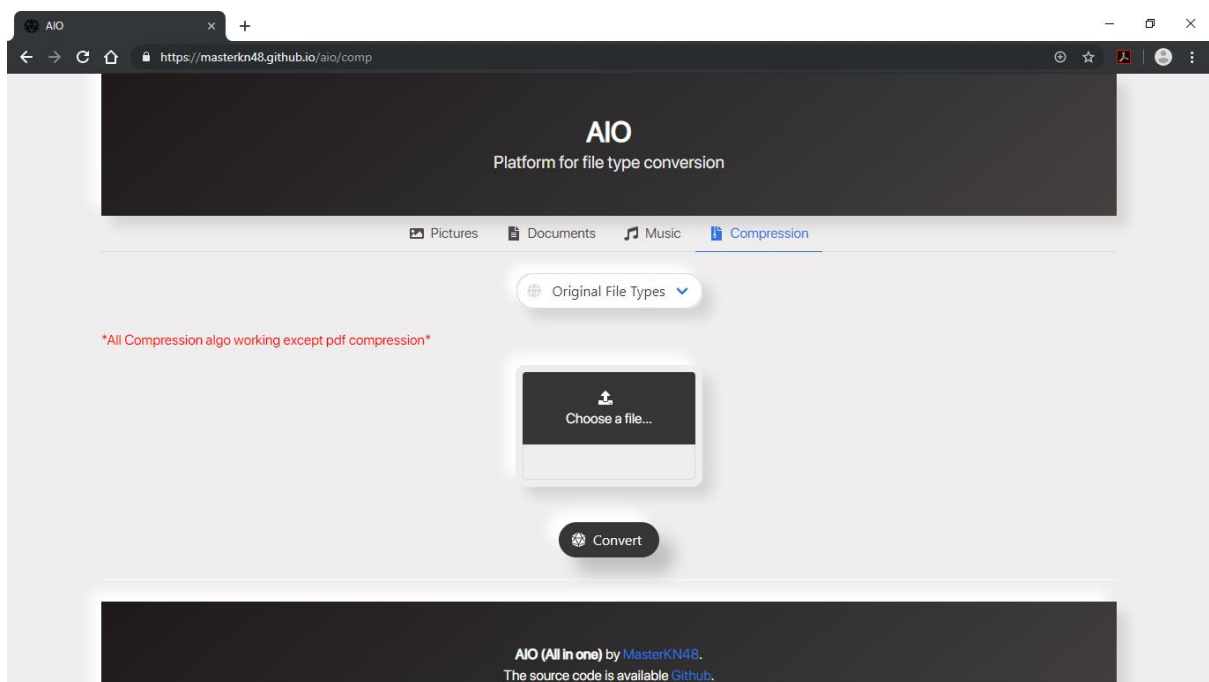 AIO
https://masterkn48.github.io/aio/comp
AIO
Platform for file type conversion
Pictures Documents Music Compression
Original File Types
*All Compression algo working except pdf compression*
Choose a file...
Convert
AIO (All in one) by MasterKN48.
The source code is available Github.